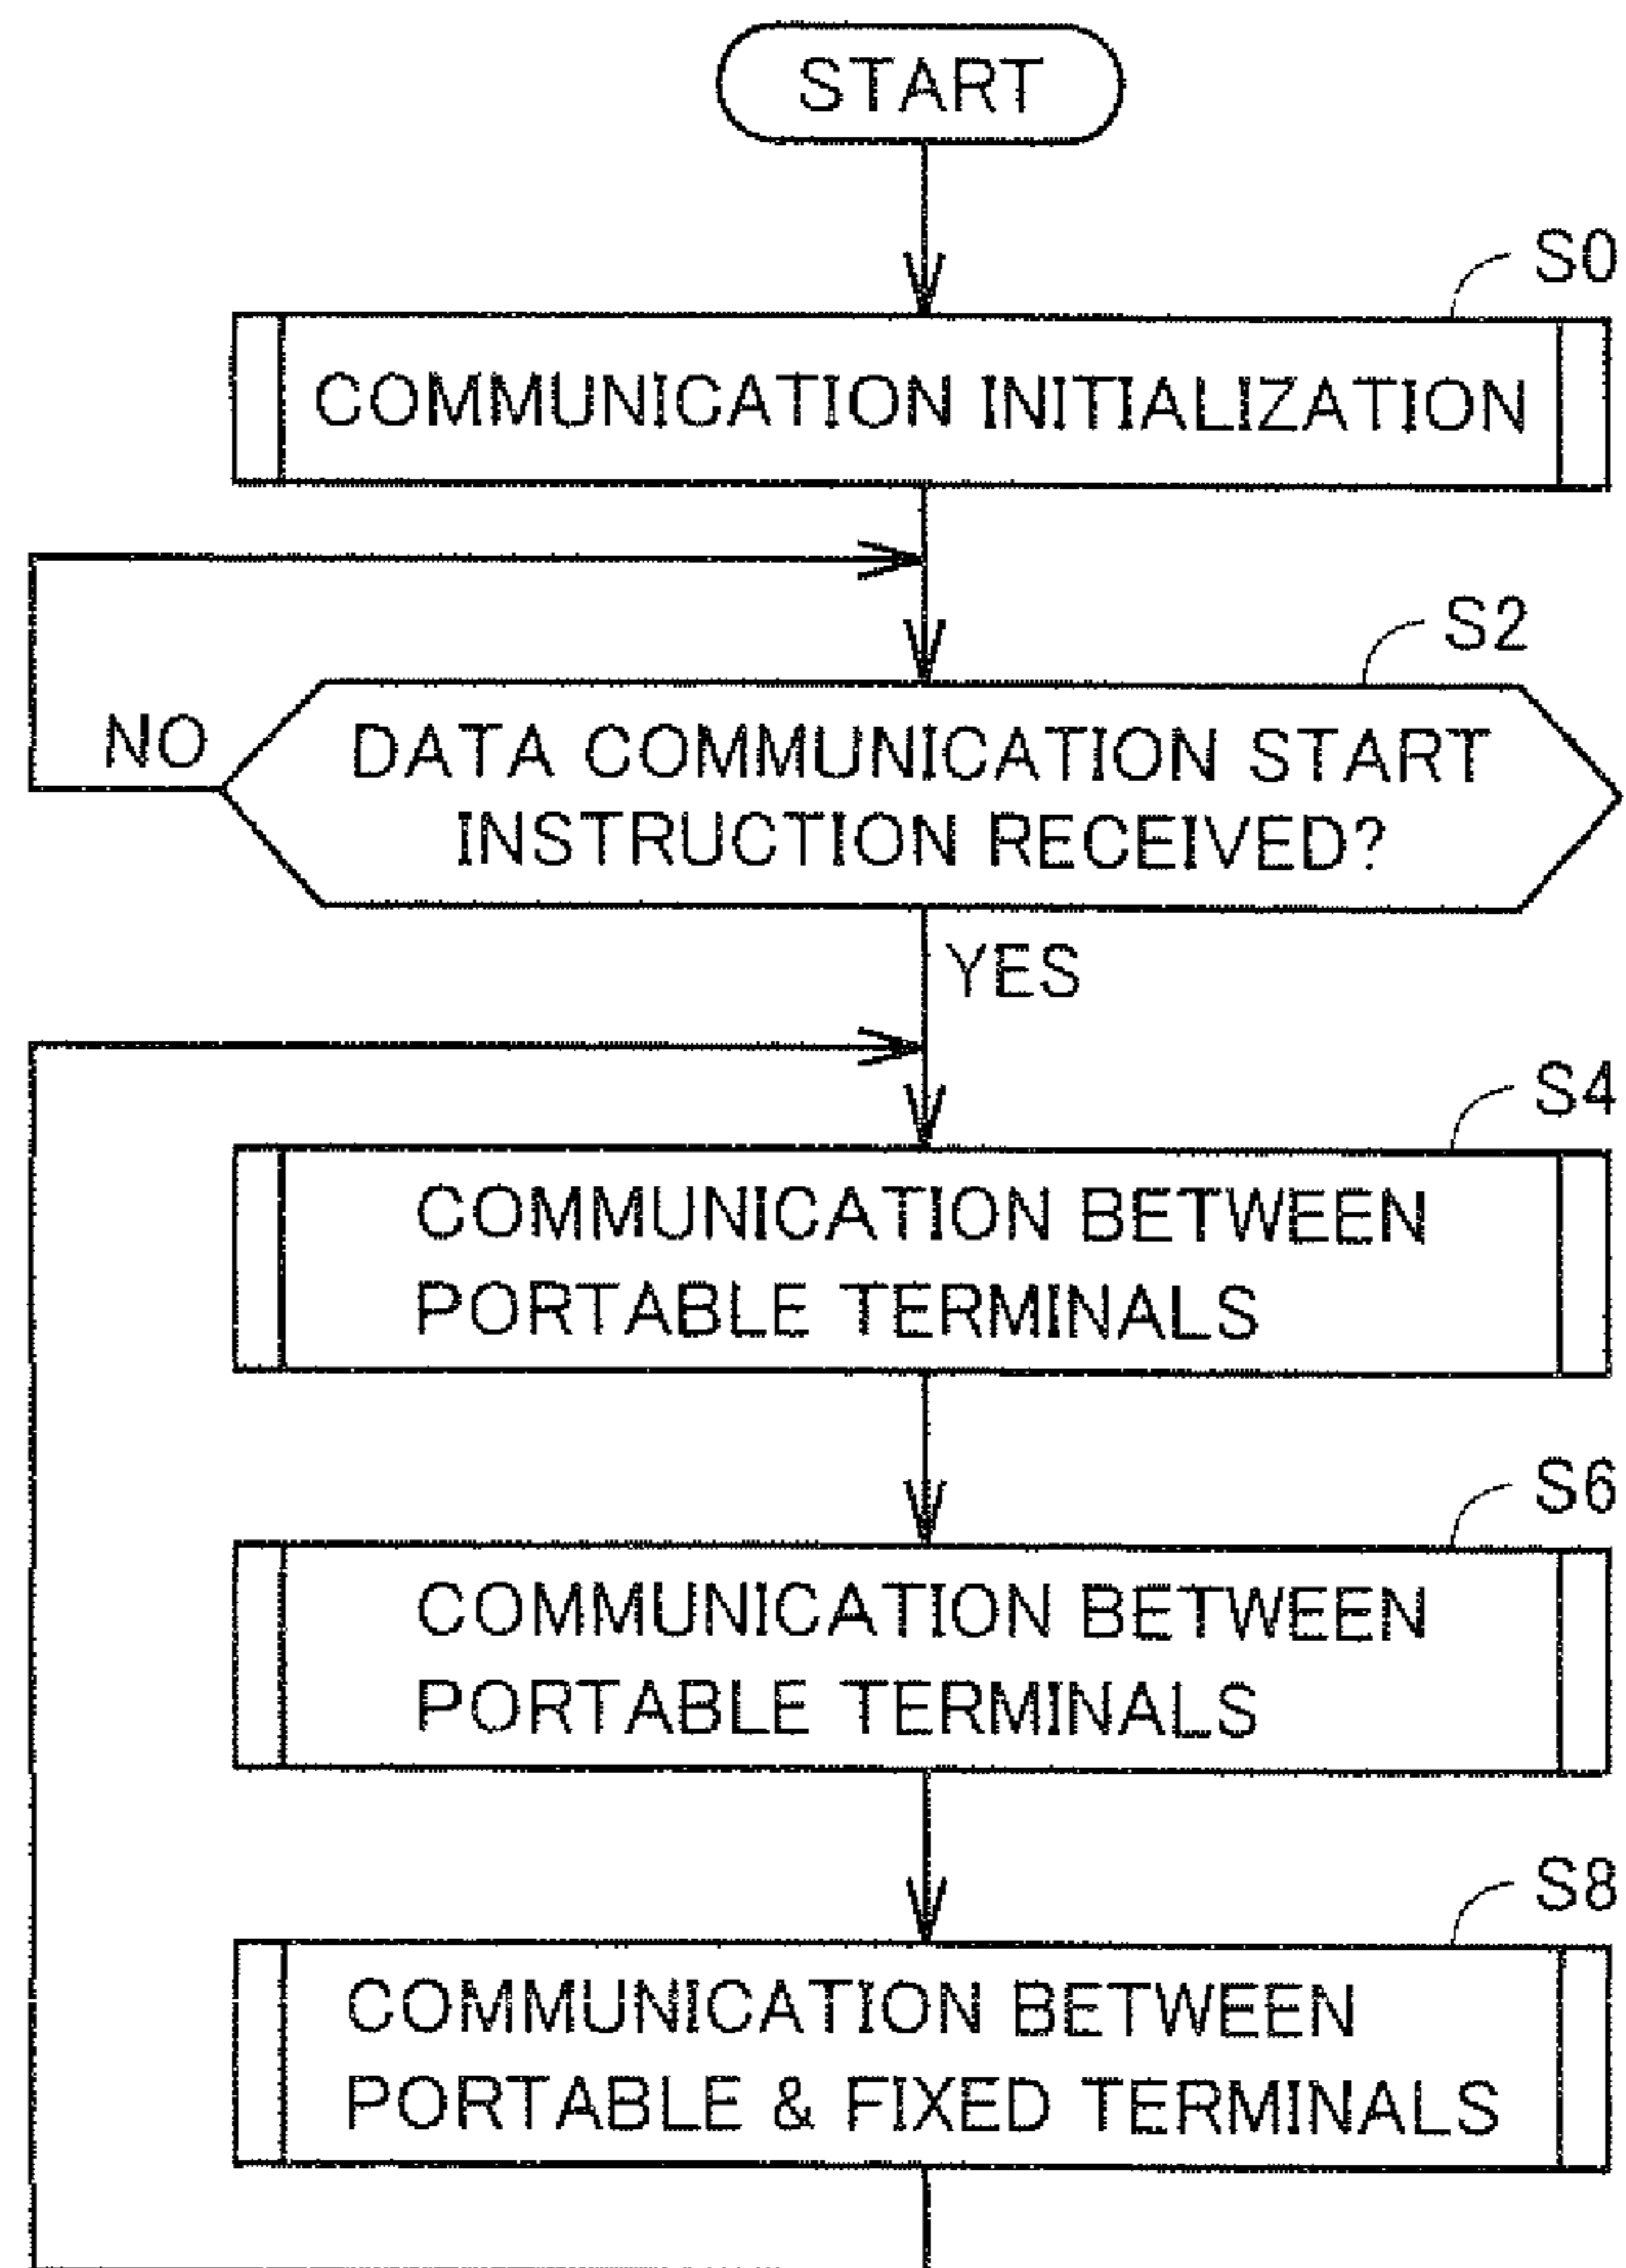 START
S0
COMMUNICATION INITIALIZATION
S2
NO
DATA COMMUNICATION START
INSTRUCTION RECEIVED?
YES
S4
COMMUNICATION BETWEEN
PORTABLE TERMINALS
S6
COMMUNICATION BETWEEN
PORTABLE TERMINALS
S8
COMMUNICATION BETWEEN
PORTABLE & FIXED TERMINALS